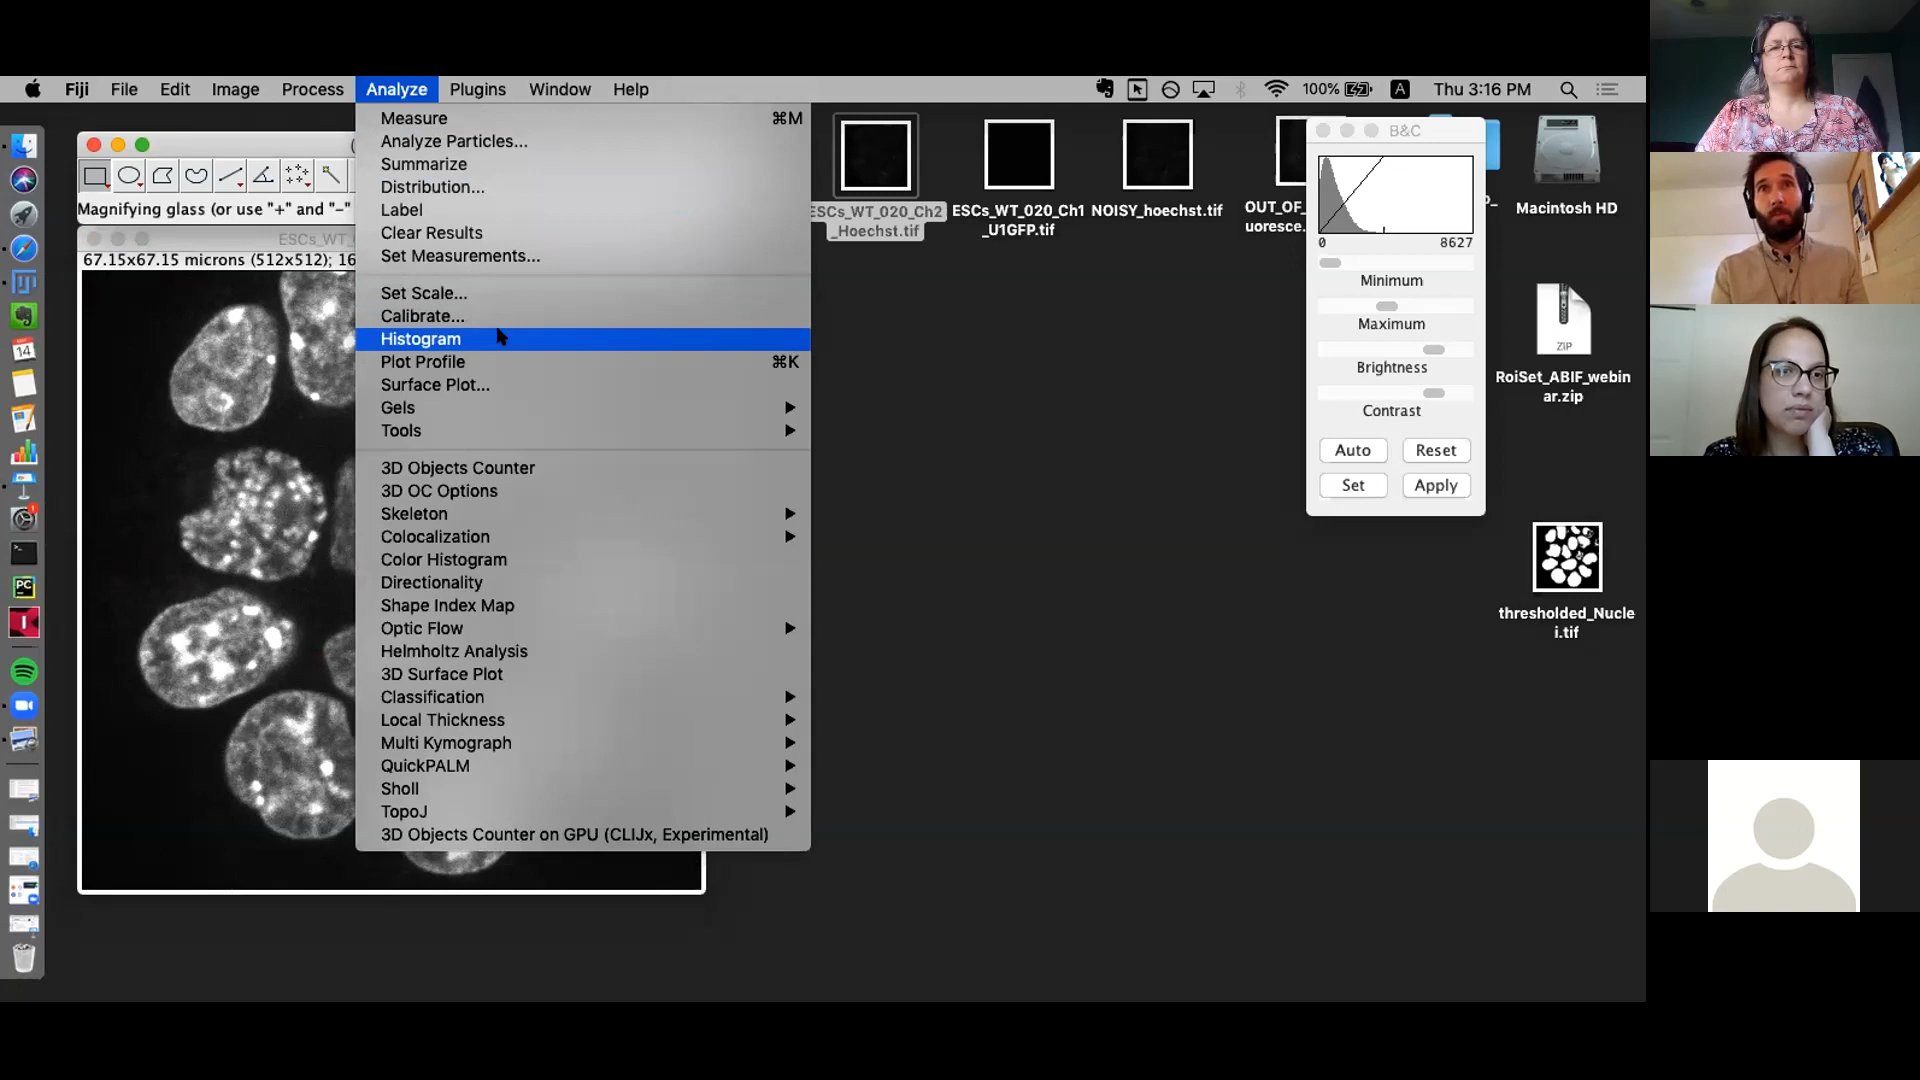 Fiji File Edit Image Process Analyze Plugins Window Help 100% A Thu 3:16 PM
Magnifying glass (or use "+" and "-"
ESCs_WT_
67.15x67.15 microns (512x512); 16
Measure ⌘M
Analyze Particles...
Summarize
Distribution...
Label
Clear Results
Set Measurements...
Set Scale...
Calibrate...
Histogram
Plot Profile ⌘K
Surface Plot...
Gels
Tools
3D Objects Counter
3D OC Options
Skeleton
Colocalization
Color Histogram
Directionality
Shape Index Map
Optic Flow
Helmholtz Analysis
3D Surface Plot
Classification
Local Thickness
Multi Kymograph
QuickPALM
Sholl
TopoJ
3D Objects Counter on GPU (CLIJx, Experimental)
ESCs_WT_020_Ch2
_Hoechst.tif
ESCs_WT_020_Ch1
_U1GFP.tif
NOISY_hoechst.tif
OUT_OF_
uoresce.
B&C
0 8627
Minimum
Maximum
Brightness
Contrast
Auto Reset
Set Apply
Macintosh HD
ZIP
RoiSet_ABIF_webin
ar.zip
thresholded_Nucle
i.tif
14
1
PC